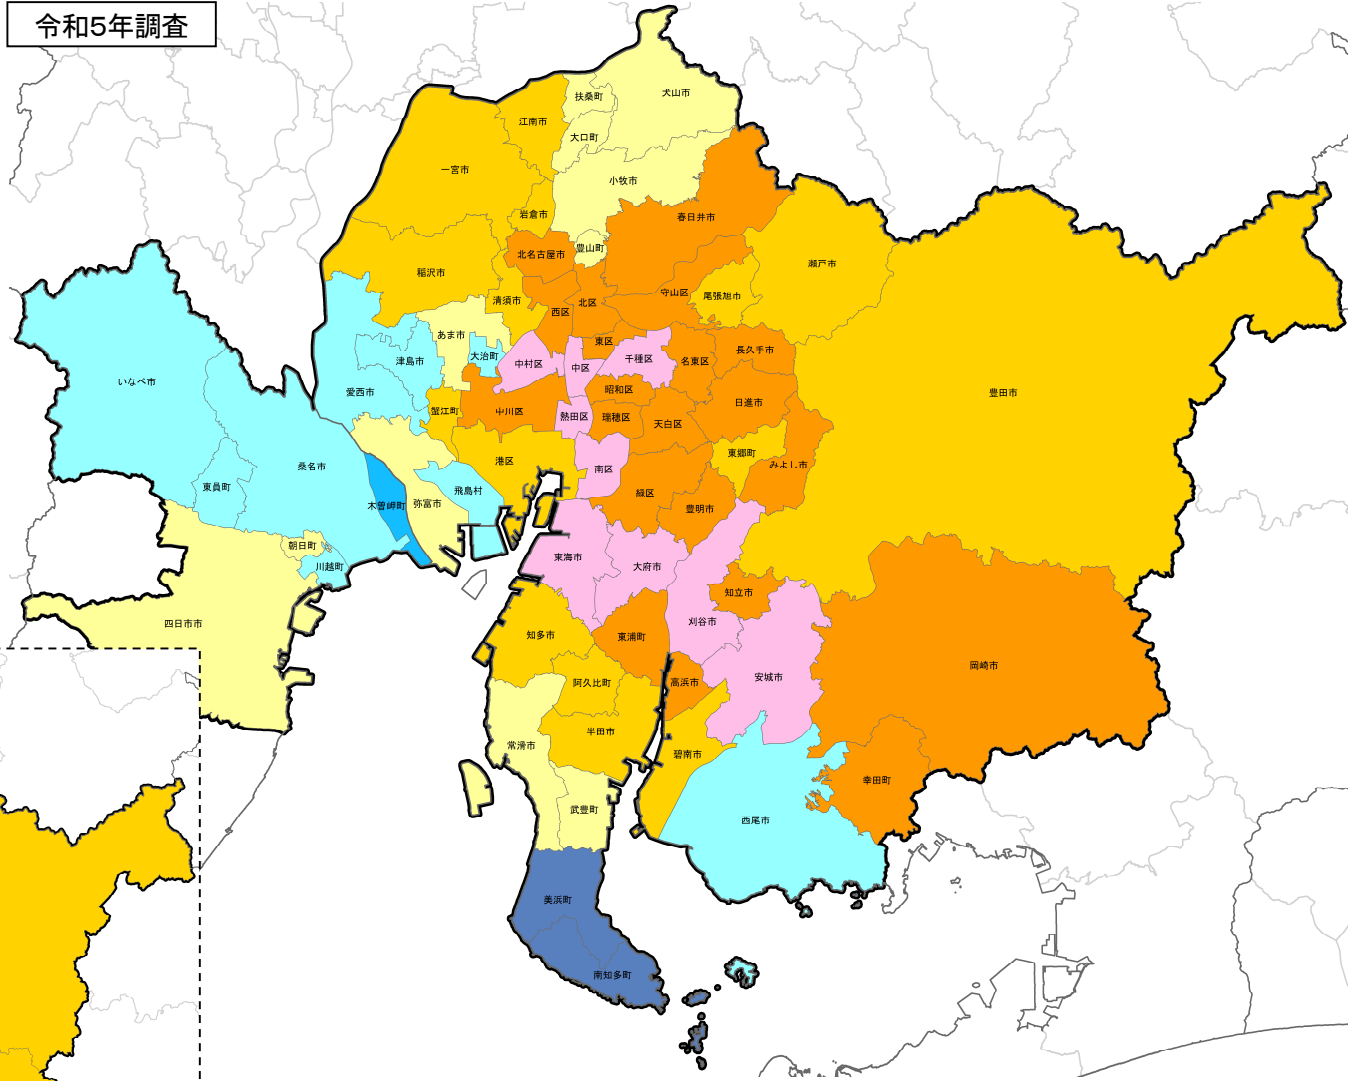 令和5年調査
犬山市
扶桑町
江南市
大口町
一宮市
小牧市
岩倉市
春日井市
豊山町
北名古屋市
瀬戸市
稲沢市
守山区
尾張旭市
清須市
北区
西区
あま市
東区
長久手市
大治町
千種区
津島市
名東区
中村区
中区
いなべ市
昭和区
愛西市
豊田市
日進市
蟹江町
中川区
熱田区
瑞穂区
天白区
東郷町
港区
みよし市
桑名市
南区
東員町
飛島村
緑区
木曽岬町
弥富市
豊明市
朝日町
東海市
川越町
大府市
知立市
四日市市
刈谷市
知多市
東浦町
岡崎市
安城市
阿久比町
高浜市
半田市
常滑市
碧南市
幸田町
武豊町
西尾市
美浜町
南知多町